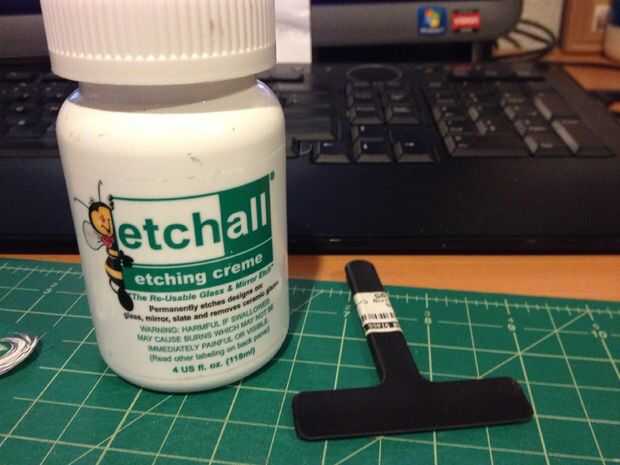 etchall®
etching creme
The Re-Usable Glass & Mirror Etch
Permanently etches designs on:
glass, mirror, slate and removes ceramic glazes
WARNING: HARMFUL IF SWALLOWED
MAY CAUSE BURNS WHICH MAY NOT BE
IMMEDIATELY PAINFUL OR VISIBLE
(Read other labeling on back panel)
4 US fl. oz. (118ml)